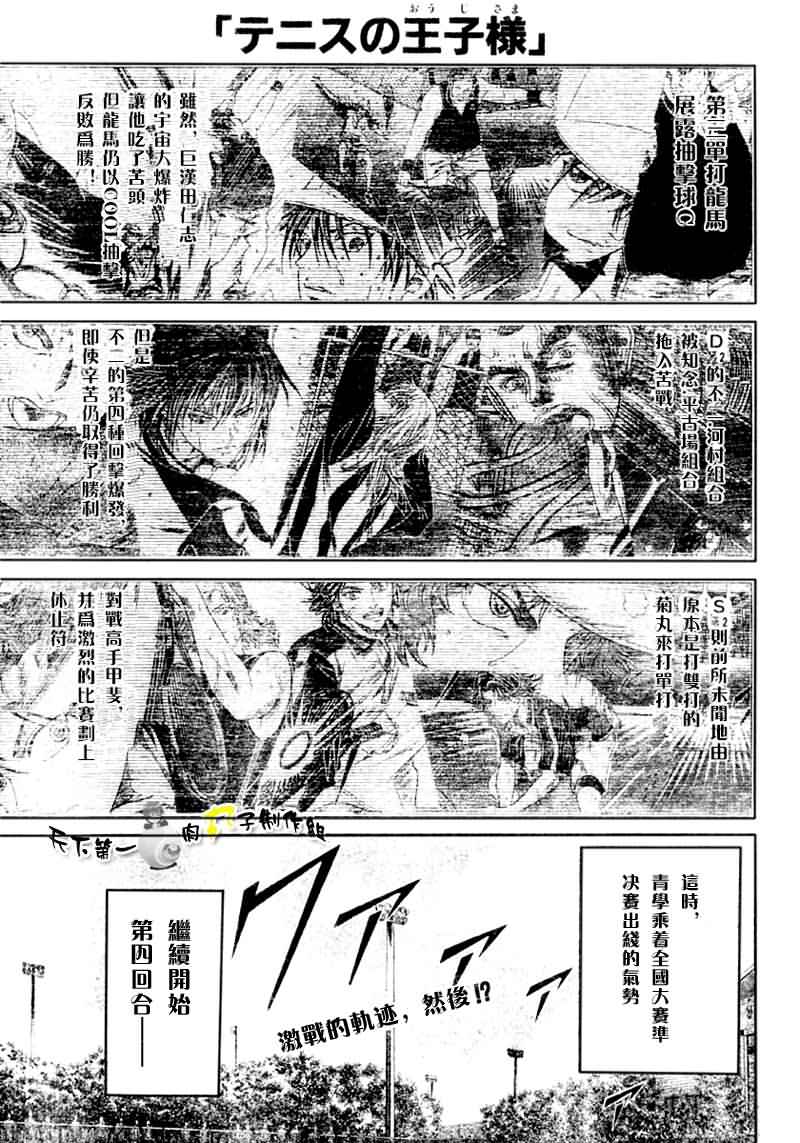 おうじさま
「テニスの王子様」
第三單打龍馬
展露抽擊球C
雖然，巨漢田仁志
的宇宙大爆炸
讓他吃了苦頭
但龍馬仍以COOL抽擊
反敗爲勝！
D2的不二河村組合
被知念·平古場組合
拖入苦戰
但是
不二的第四種回擊爆發，
即使辛苦仍取得了勝利
S2則前所未聞地由
原本是打雙打的
菊丸來打單打
對戰高手甲斐，
并爲激烈的比賽劃上
休止符
天下第一
肉丸子制作組
這時，
青學乘着全國大賽準
决賽出綫的氣勢
ワアアア
激戰的軌迹，然後!?
繼續開始
第四回合——